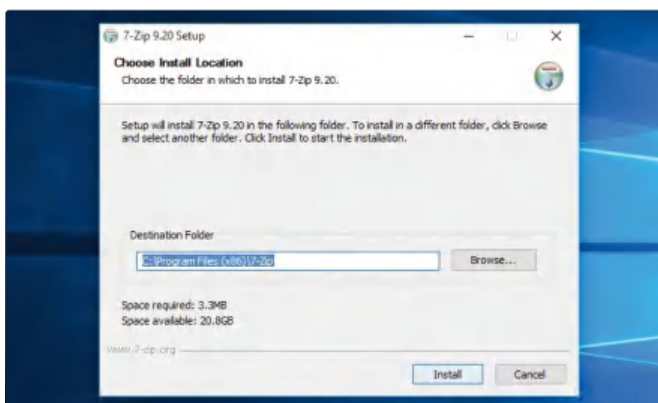 7-Zip 9.20 Setup
Choose Install Location
Choose the folder in which to install 7-Zip 9.20.
Setup will install 7-Zip 9.20 in the following folder. To install in a different folder, click Browse
and select another folder. Click Install to start the installation.
Destination Folder
C:\Program Files (x86)\7-Zip
Browse...
Space required: 3.3MB
Space available: 20.8GB
www.7-zip.org
Install Cancel